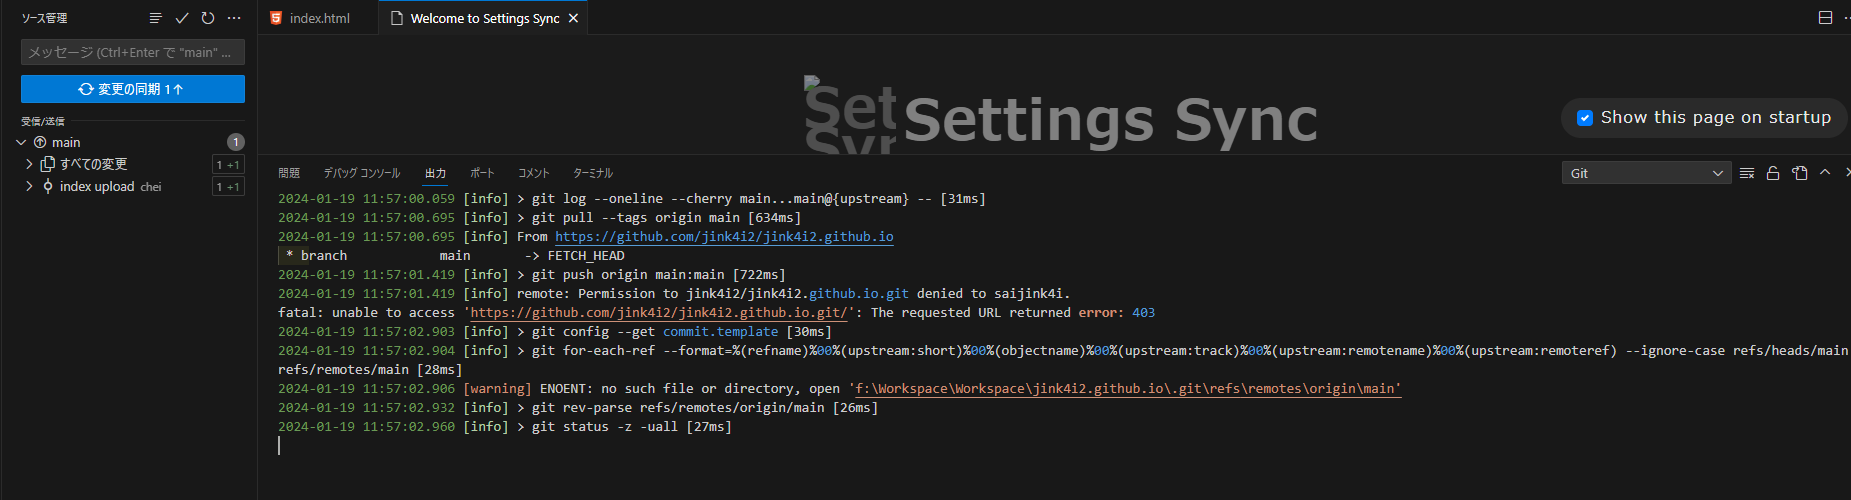 ソース管理
メッセージ (Ctrl+Enter で "main" ...
変更の同期 1↑
受信/送信
main
1
すべての変更
1 +1
index upload chei
1 +1
index.html
Welcome to Settings Sync
Set
Syn
Settings Sync
Show this page on startup
問題 デバッグ コンソール 出力 ポート コメント ターミナル
Git
2024-01-19 11:57:00.059 [info] > git log --oneline --cherry main...main@{upstream} -- [31ms]
2024-01-19 11:57:00.695 [info] > git pull --tags origin main [634ms]
2024-01-19 11:57:00.695 [info] From https://github.com/jink4i2/jink4i2.github.io
* branch            main       -> FETCH_HEAD
2024-01-19 11:57:01.419 [info] > git push origin main:main [722ms]
2024-01-19 11:57:01.419 [info] remote: Permission to jink4i2/jink4i2.github.io.git denied to saijink4i.
fatal: unable to access 'https://github.com/jink4i2/jink4i2.github.io.git/': The requested URL returned error: 403
2024-01-19 11:57:02.903 [info] > git config --get commit.template [30ms]
2024-01-19 11:57:02.904 [info] > git for-each-ref --format=%(refname)%00%(upstream:short)%00%(objectname)%00%(upstream:track)%00%(upstream:remotename)%00%(upstream:remoteref) --ignore-case refs/heads/main
refs/remotes/main [28ms]
2024-01-19 11:57:02.906 [warning] ENOENT: no such file or directory, open 'f:\Workspace\Workspace\jink4i2.github.io\.git\refs\remotes\origin\main'
2024-01-19 11:57:02.932 [info] > git rev-parse refs/remotes/origin/main [26ms]
2024-01-19 11:57:02.960 [info] > git status -z -uall [27ms]